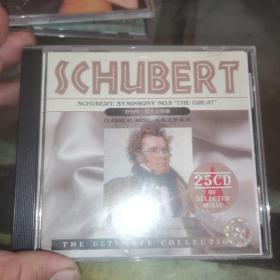 SCHUBERT
SCHUBERT: SYMPHONY NO.9 "THE GREAT"
CLASSICAL MUSIC
25CD
OF
SELECTED
MUSIC
THE ULTIMATE COLLECTION